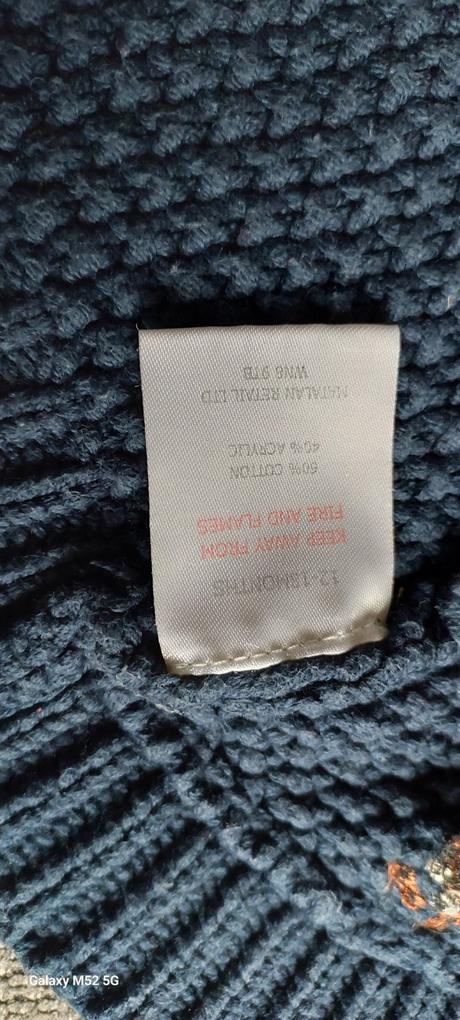 12-18MONTHS
KEEP AWAY FROM
FIRE AND FLAMES
60% COTTON
40% ACRYLIC
MATALAN RETAIL LTD
WN8 9TB
Galaxy M52 5G